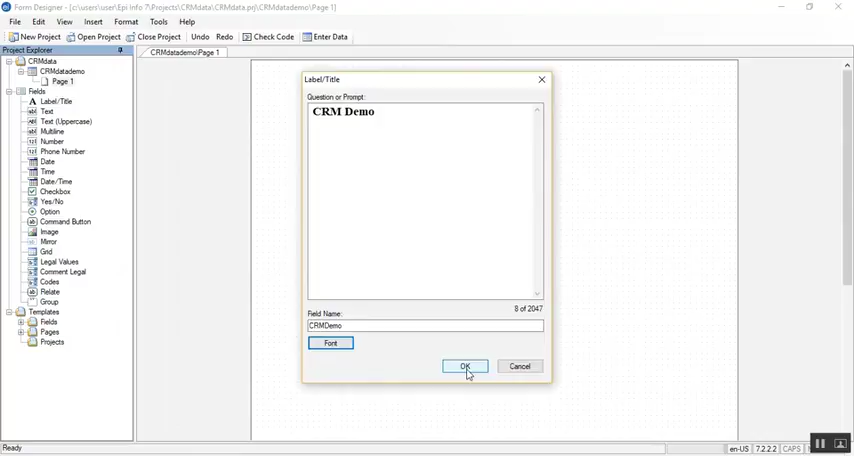 Form Designer - [c:\users\user\Epi Info 7\Projects\CRMdata\CRMdata.prj\CRMdatademo\Page 1]
File Edit View Insert Format Tools Help
New Project Open Project Close Project Undo Redo Check Code Enter Data
Project Explorer
CRMdatademo\Page 1
CRMdata
CRMdatademo
Page 1
Fields
A Label/Title
Text
Text (Uppercase)
Multiline
Number
Phone Number
Date
Time
Date/Time
Checkbox
Yes/No
Option
Command Button
Image
Mirror
Grid
Legal Values
Comment Legal
Codes
Relate
Group
Templates
Fields
Pages
Projects
Label/Title
Question or Prompt:
CRM Demo
8 of 2047
Field Name:
CRMDemo
Font
OK Cancel
Ready
en-US 7.2.2.2 CAPS